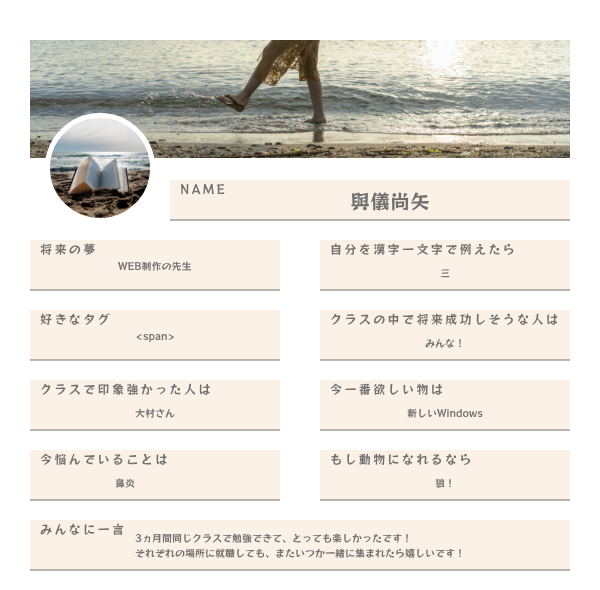 NAME
與儀尚矢
将来の夢
WEB制作の先生
自分を漢字一文字で例えたら
三
好きなタグ
<span>
クラスの中で将来成功しそうな人は
みんな！
クラスで印象強かった人は
大村さん
今一番欲しい物は
新しいWindows
今悩んでいることは
鼻炎
もし動物になれるなら
狼！
みんなに一言
3ヵ月間同じクラスで勉強できて、とっても楽しかったです！
それぞれの場所に就職しても、またいつか一緒に集まれたら嬉しいです！